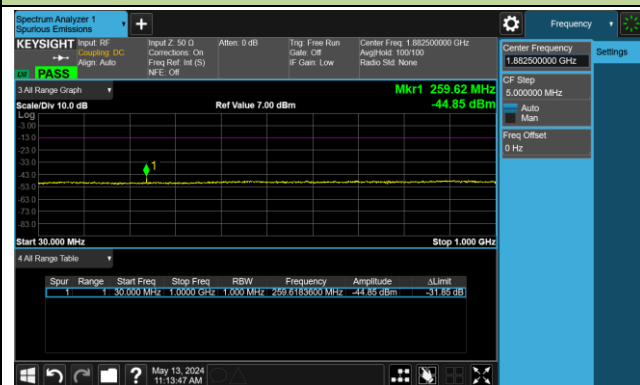 Spectrum Analyzer 1
Spurious Emissions
+
Frequency
KEYSIGHT
Input: RF
Coupling: DC
Align: Auto
Input Z: 50 Ω
Corrections: On
Freq Ref: Int (S)
NFE: Off
Atten: 0 dB
Trig: Free Run
Gate: Off
IF Gain: Low
Center Freq: 1.882500000 GHz
Avg|Hold: 100/100
Radio Std: None
PASS
Center Frequency
1.882500000 GHz
Settings
CF Step
5.000000 MHz
Auto
Man
Freq Offset
0 Hz
3 All Range Graph
Mkr1 259.62 MHz
Scale/Div 10.0 dB
Ref Value 7.00 dBm
-44.85 dBm
Log
-3.00
-13.0
-23.0
-33.0
-43.0
-53.0
-63.0
-73.0
-83.0
1
Start 30.000 MHz
Stop 1.000 GHz
4 All Range Table
Spur Range Start Freq Stop Freq RBW Frequency Amplitude ΔLimit
1 1 30.000 MHz 1.0000 GHz 1.000 MHz 259.6183600 MHz -44.85 dBm -31.85 dB
?
May 13, 2024
11:13:47 AM